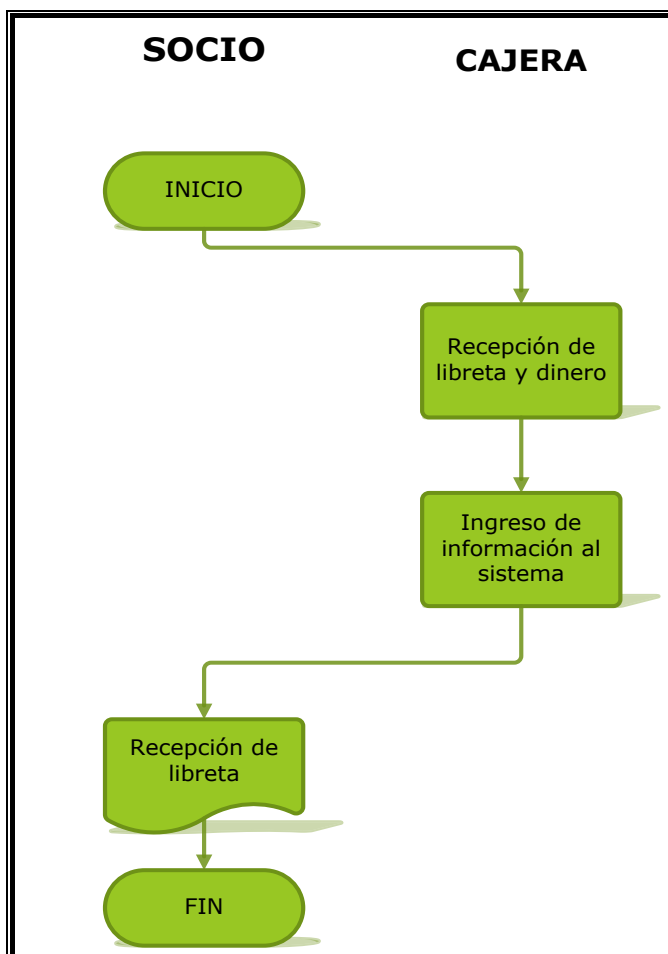 SOCIO
CAJERA
INICIO
Recepción de
libreta y dinero
Ingreso de
información al
sistema
Recepción de
libreta
FIN